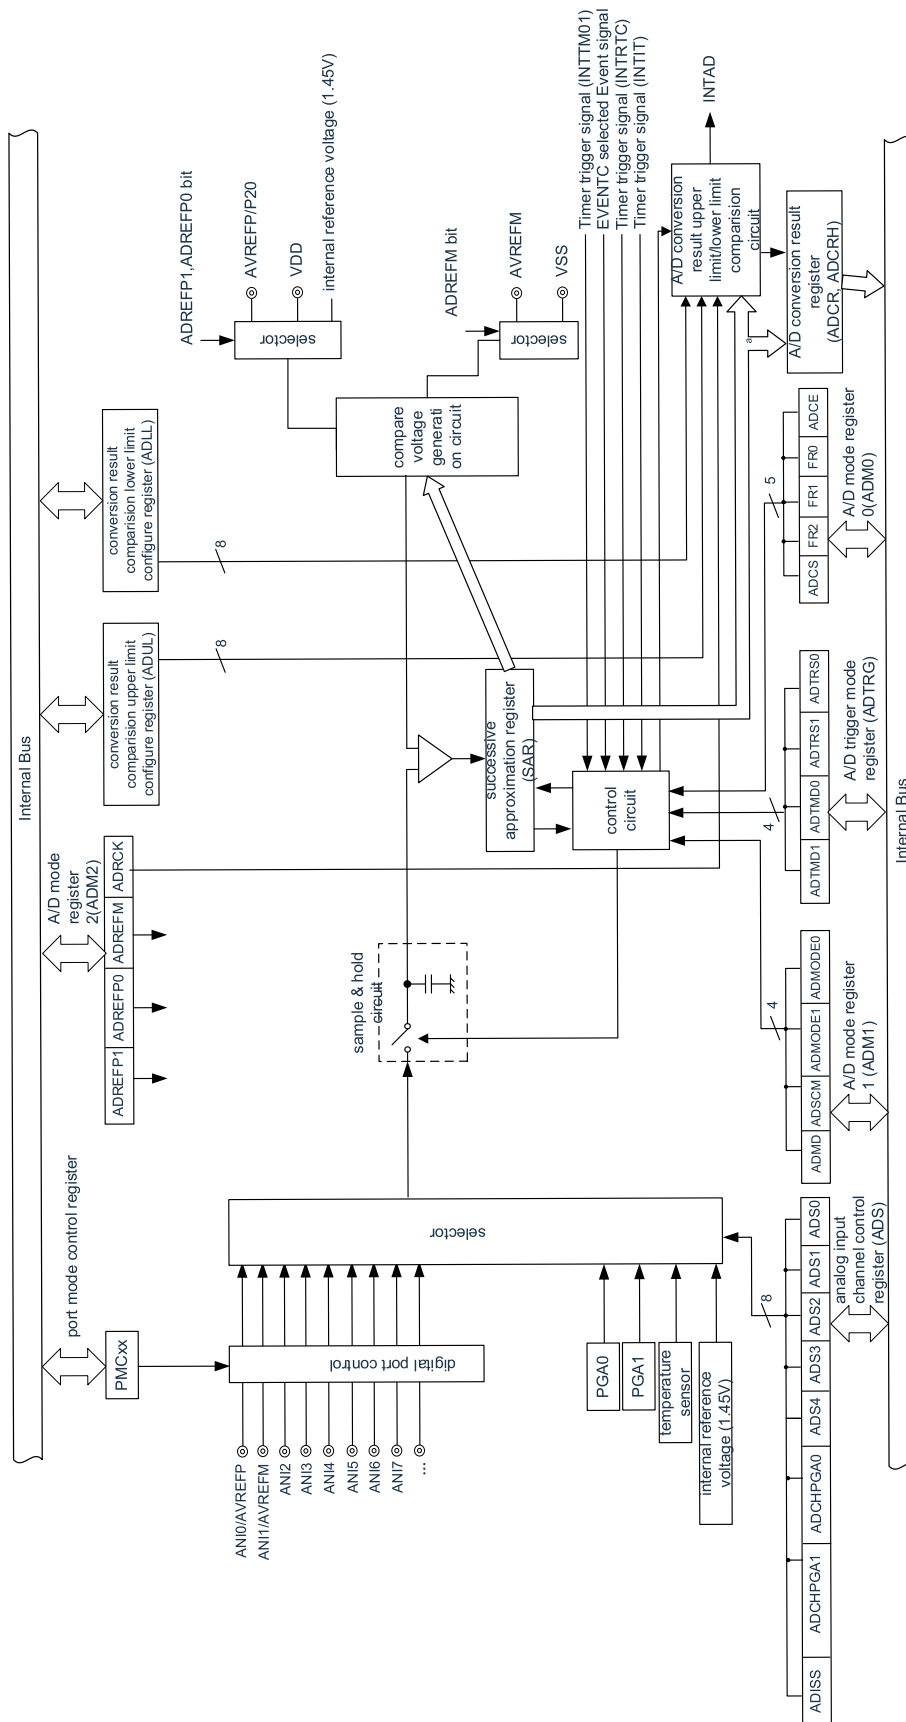 Internal Bus
port mode control register
PMCxx
A/D mode
register
2(ADM2)
ADREFP1
ADREFP0
ADREFM
ADRCK
conversion result
comparision upper limit
configure register (ADUL)
8
conversion result
comparision lower limit
configure register (ADLL)
8
ADREFP1,ADREFP0 bit
AVREFP/P20
VDD
internal reference voltage (1.45V)
selector
ADREFM bit
AVREFM
VSS
selector
compare
voltage
generati
on circuit
ANI0/AVREFP
ANI1/AVREFM
ANI2
ANI3
ANI4
ANI5
ANI6
ANI7
...
digital port control
selector
sample & hold
circuit
successive
approximation register
(SAR)
control
circuit
Timer trigger signal (INTTM01)
EVENTC selected Event signal
Timer trigger signal (INTRTC)
Timer trigger signal (INTIT)
A/D conversion
result upper
limit/lower limit
comparision
circuit
INTAD
a
A/D conversion result
register
(ADCR, ADCRH)
PGA0
PGA1
temperature
sensor
internal reference
voltage (1.45V)
8
4
4
5
ADISS
ADCHPGA1
ADCHPGA0
ADS4
ADS3
ADS2
ADS1
ADS0
analog input
channel control
register (ADS)
ADMD
ADSCM
ADMODE1
ADMODE0
A/D mode register
1 (ADM1)
ADTMD1
ADTMD0
ADTRS1
ADTRS0
A/D trigger mode
register (ADTRG)
ADCS
FR2
FR1
FR0
ADCE
A/D mode register
0(ADM0)
Internal Bus